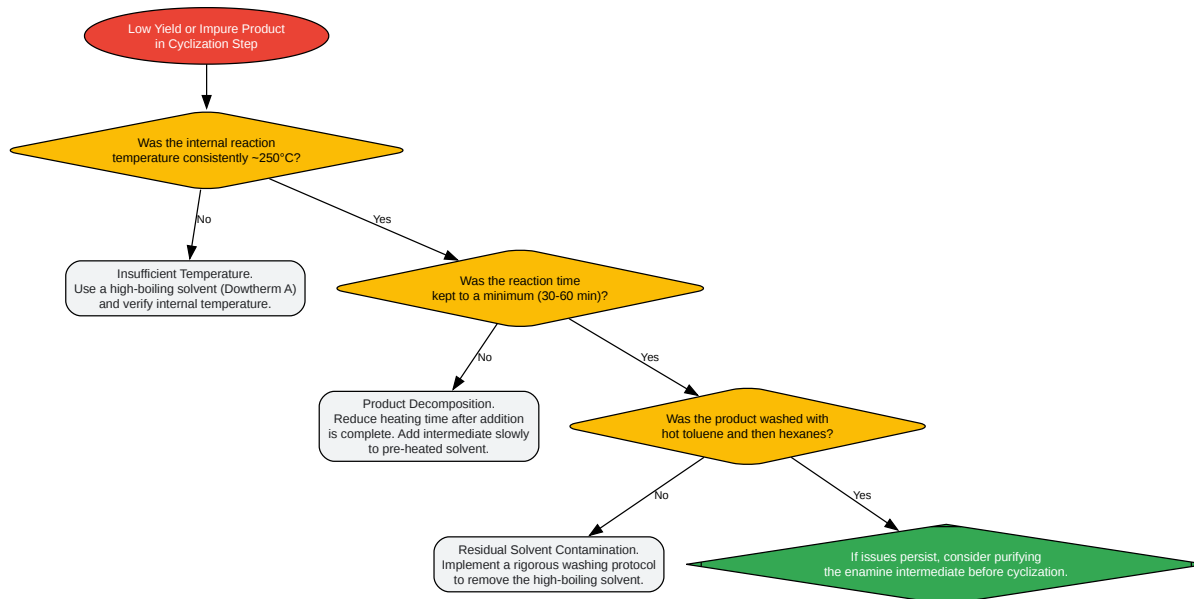 Low Yield or Impure Product
in Cyclization Step
Was the internal reaction
temperature consistently ~250°C?
No
Yes
Insufficient Temperature.
Use a high-boiling solvent (Dowtherm A)
and verify internal temperature.
Was the reaction time
kept to a minimum (30-60 min)?
No
Yes
Product Decomposition.
Reduce heating time after addition
is complete. Add intermediate slowly
to pre-heated solvent.
Was the product washed with
hot toluene and then hexanes?
No
Yes
Residual Solvent Contamination.
Implement a rigorous washing protocol
to remove the high-boiling solvent.
If issues persist, consider purifying
the enamine intermediate before cyclization.